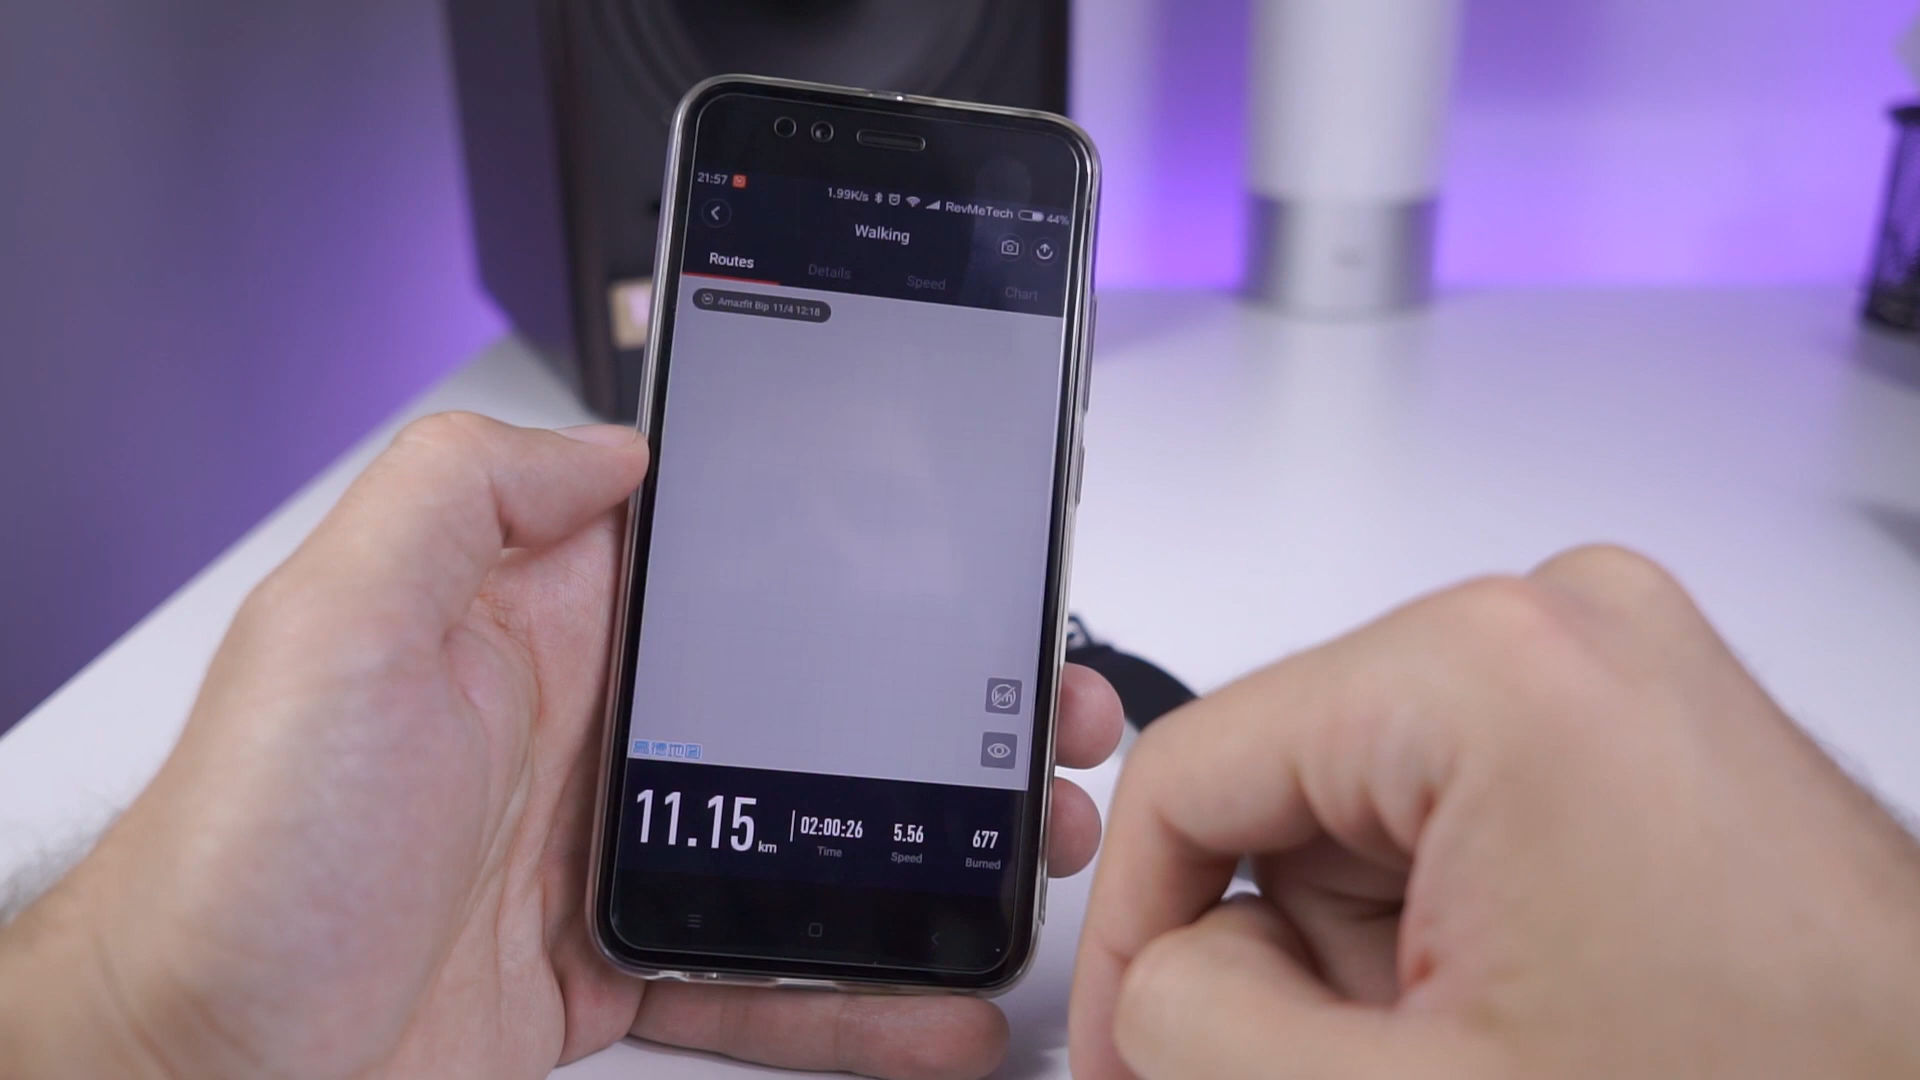 21:57 1.99K/s RevMeTech 44%
Walking
Routes Details Speed Chart
Amazfit Bip 11/4 12:18
km
11.15 km 02:00:26 5.56 677
Time Speed Burned